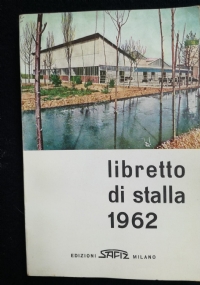 libretto
di stalla
1962
EDIZIONI SAFIZ MILANO